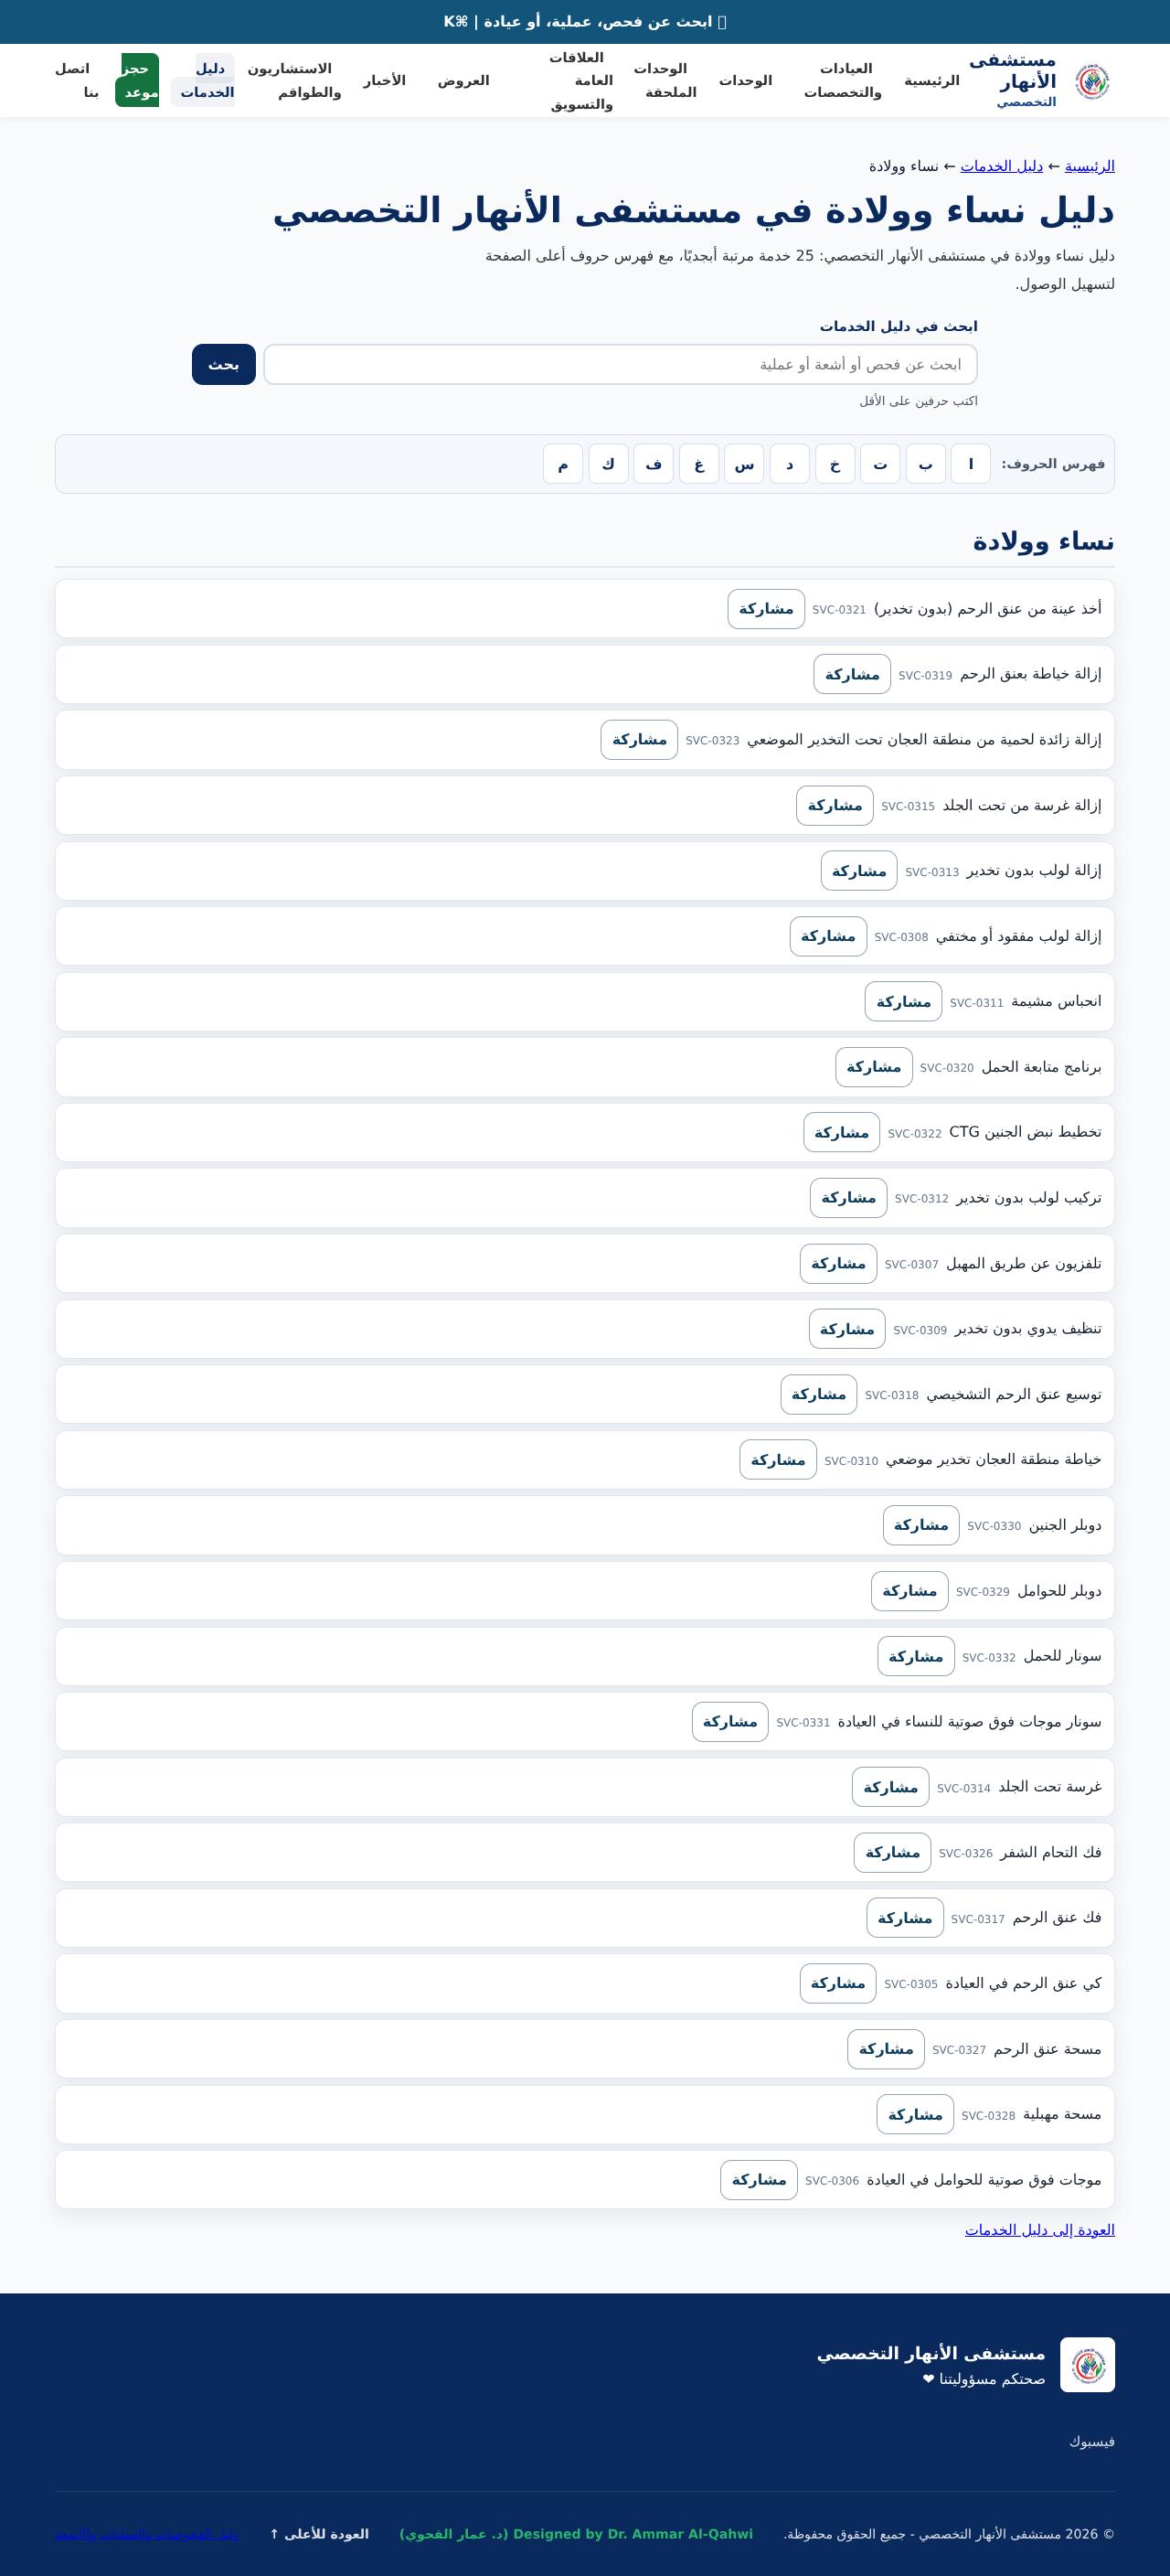 ابحث عن فحص، عملية، أو عيادة | ⌘K
مستشفى
الأنهار
التخصصي
الرئيسية
العيادات
والتخصصات
الوحدات
الوحدات
الملحقة
العلاقات
العامة
والتسويق
العروض
الأخبار
الاستشاريون
والطواقم
دليل
الخدمات
حجز
موعد
اتصل
بنا
الرئيسية ← دليل الخدمات ← نساء وولادة
دليل نساء وولادة في مستشفى الأنهار التخصصي
دليل نساء وولادة في مستشفى الأنهار التخصصي: 25 خدمة مرتبة أبجديًا، مع فهرس حروف أعلى الصفحة
لتسهيل الوصول.
ابحث في دليل الخدمات
ابحث عن فحص أو أشعة أو عملية
بحث
اكتب حرفين على الأقل
فهرس الحروف: ا ب ت خ د س غ ف ك م
نساء وولادة
أخذ عينة من عنق الرحم (بدون تخدير) SVC-0321 مشاركة
إزالة خياطة بعنق الرحم SVC-0319 مشاركة
إزالة زائدة لحمية من منطقة العجان تحت التخدير الموضعي SVC-0323 مشاركة
إزالة غرسة من تحت الجلد SVC-0315 مشاركة
إزالة لولب بدون تخدير SVC-0313 مشاركة
إزالة لولب مفقود أو مختفي SVC-0308 مشاركة
انحباس مشيمة SVC-0311 مشاركة
برنامج متابعة الحمل SVC-0320 مشاركة
تخطيط نبض الجنين CTG SVC-0322 مشاركة
تركيب لولب بدون تخدير SVC-0312 مشاركة
تلفزيون عن طريق المهبل SVC-0307 مشاركة
تنظيف يدوي بدون تخدير SVC-0309 مشاركة
توسيع عنق الرحم التشخيصي SVC-0318 مشاركة
خياطة منطقة العجان تخدير موضعي SVC-0310 مشاركة
دوبلر الجنين SVC-0330 مشاركة
دوبلر للحوامل SVC-0329 مشاركة
سونار للحمل SVC-0332 مشاركة
سونار موجات فوق صوتية للنساء في العيادة SVC-0331 مشاركة
غرسة تحت الجلد SVC-0314 مشاركة
فك التحام الشفر SVC-0326 مشاركة
فك عنق الرحم SVC-0317 مشاركة
كي عنق الرحم في العيادة SVC-0305 مشاركة
مسحة عنق الرحم SVC-0327 مشاركة
مسحة مهبلية SVC-0328 مشاركة
موجات فوق صوتية للحوامل في العيادة SVC-0306 مشاركة
العودة إلى دليل الخدمات
مستشفى الأنهار التخصصي
صحتكم مسؤوليتنا ❤
فيسبوك
© 2026 مستشفى الأنهار التخصصي - جميع الحقوق محفوظة.
Designed by Dr. Ammar Al-Qahwi (د. عمار القحوي)
العودة للأعلى ↑
دليل الفحوصات والعمليات والأشعة